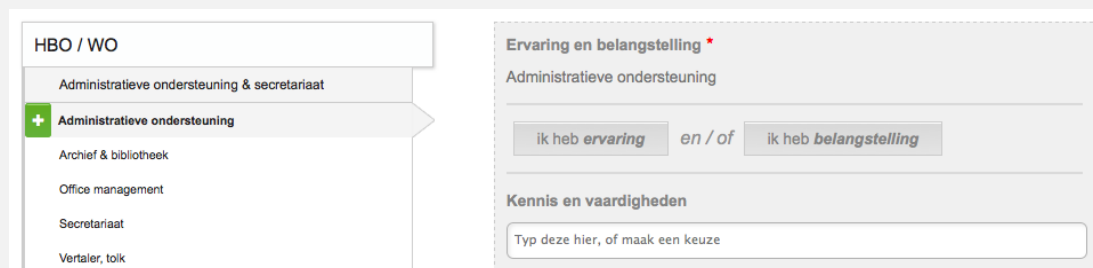 HBO / WO
Administratieve ondersteuning & secretariaat
Administratieve ondersteuning
Archief & bibliotheek
Office management
Secretariaat
Vertaler, tolk
Ervaring en belangstelling *
Administratieve ondersteuning
ik heb ervaring en / of ik heb belangstelling
Kennis en vaardigheden
Typ deze hier, of maak een keuze